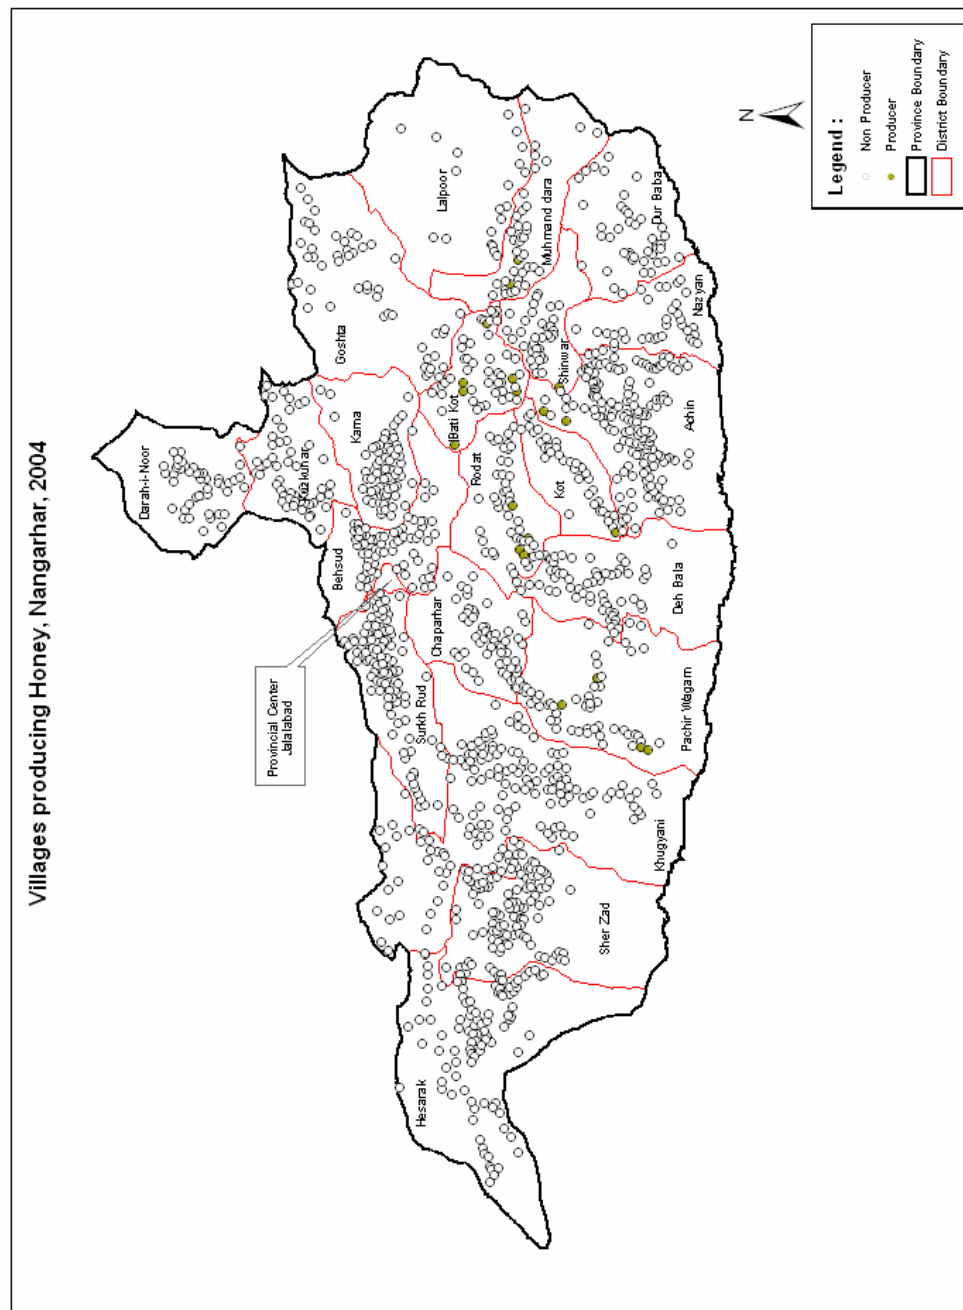 Villages producing Honey, Nangarhar, 2004
Darah-i-Noor
Kuzkunar
Goshta
Kama
Behsud
Lalpoor
Provincial Center
Jalalabad
Bati Kot
Muhmand dara
Rodat
Chaparhar
Surkh Rud
Hesarak
Shinwar
Dur Baba
Kot
Nazyan
Achin
Deh Bala
Pachir Wagam
Khugyani
Sher Zad
N
Legend :
Non Producer
Producer
Province Boundary
District Boundary